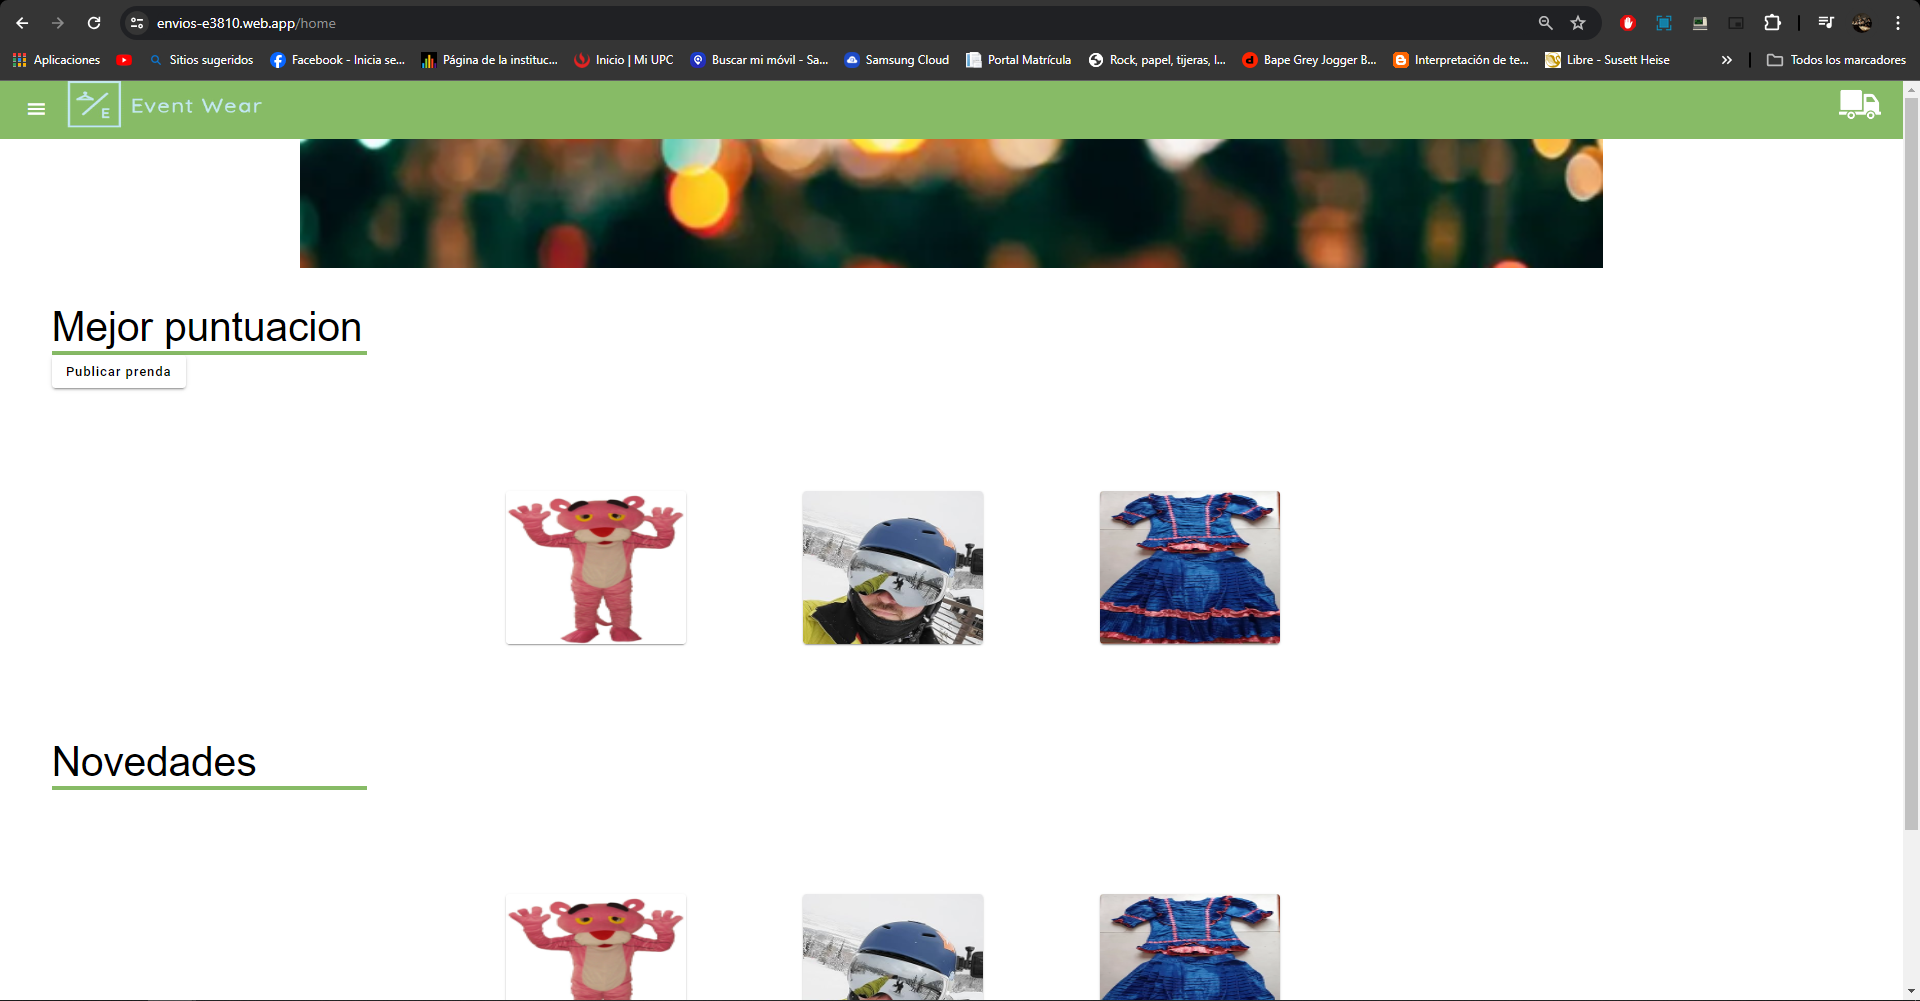 envios-e3810.web.app/home
Aplicaciones
Sitios sugeridos
Facebook - Inicia se...
Página de la instituc...
Inicio | Mi UPC
Buscar mi móvil - Sa...
Samsung Cloud
Portal Matrícula
Rock, papel, tijeras, l...
Bape Grey Jogger B...
Interpretación de te...
Libre - Susett Heise
Todos los marcadores
E
Event Wear
Mejor puntuacion
Publicar prenda
Novedades